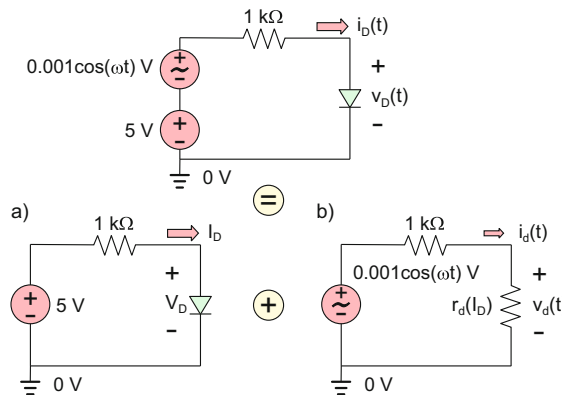 1 kΩ
i_D(t)
0.001cos(ωt) V
+
~
−
+
v_D(t)
−
5 V
+
−
0 V
=
a)
1 kΩ
I_D
+
−
5 V
+
V_D
−
0 V
+
b)
1 kΩ
i_d(t)
0.001cos(ωt) V
+
~
−
r_d(I_D)
+
v_d(t
−
0 V